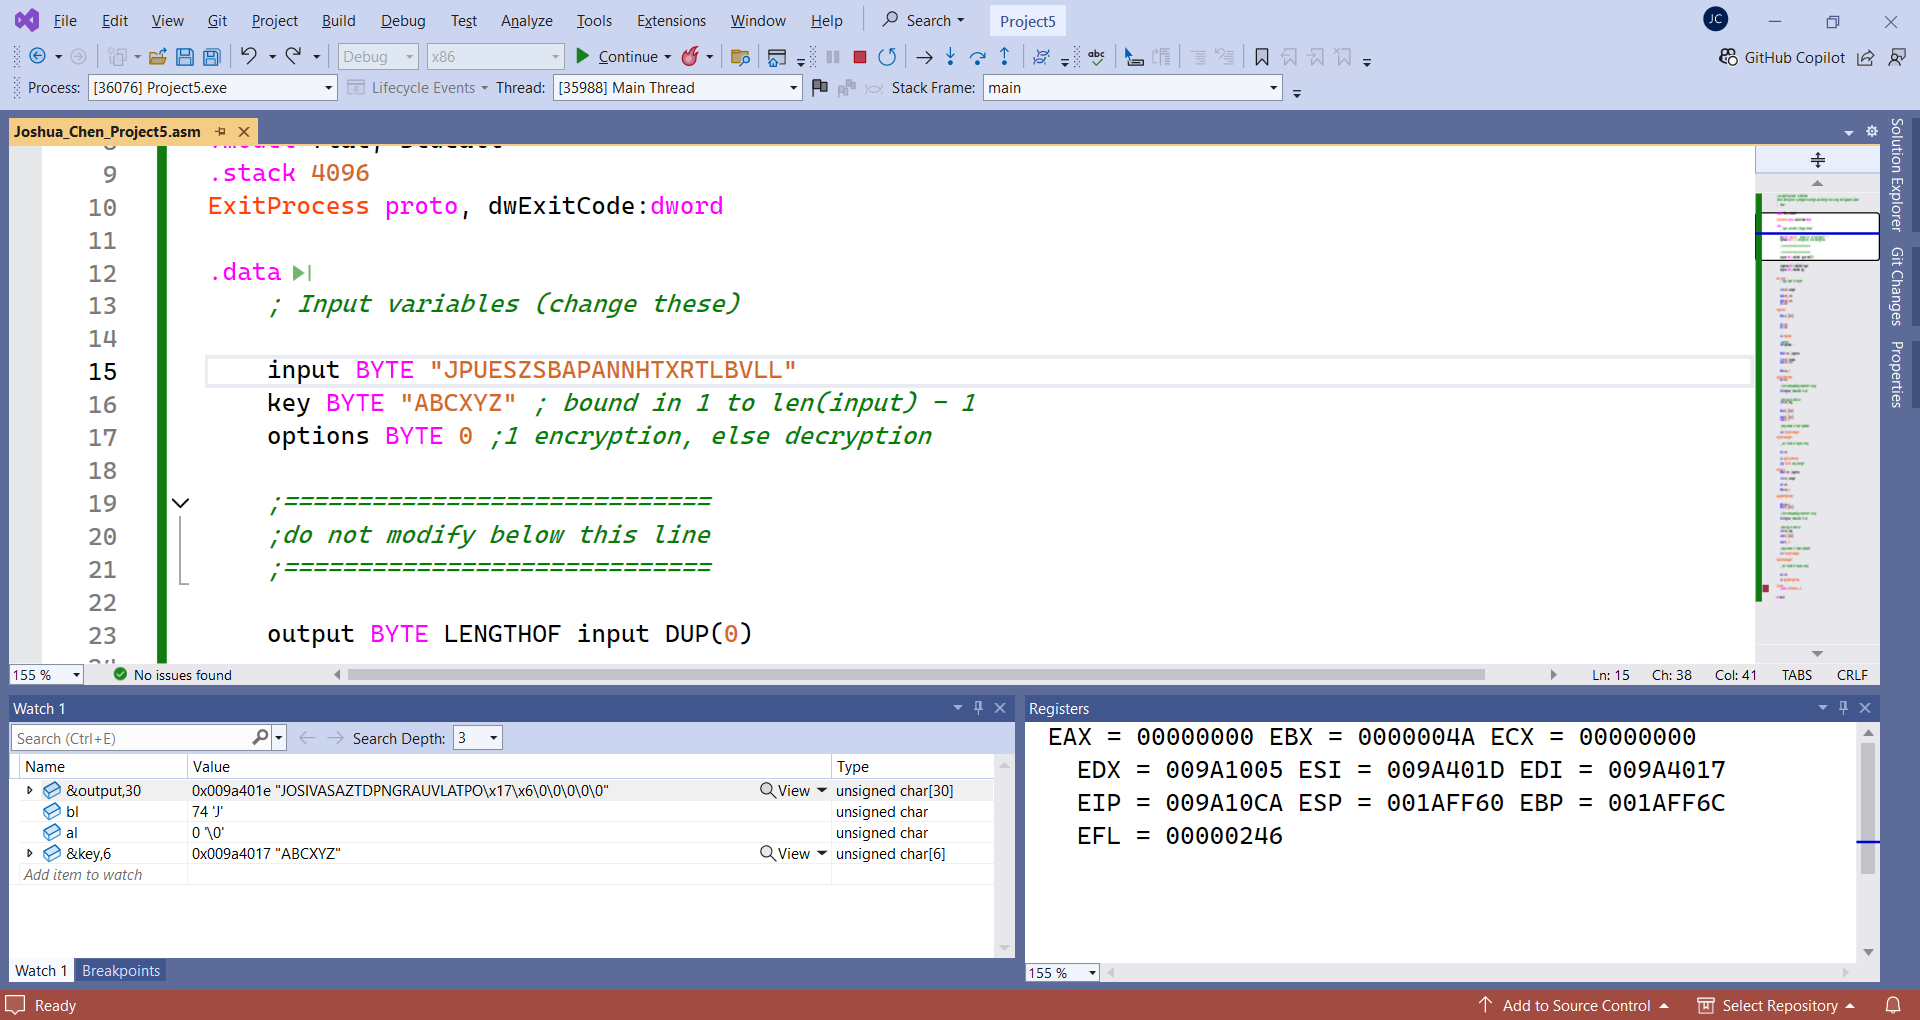 File Edit View Git Project Build Debug Test Analyze Tools Extensions Window Help Search Project5 JC
Debug x86 Continue abc GitHub Copilot
Process: [36076] Project5.exe Lifecycle Events Thread: [35988] Main Thread Stack Frame: main
Joshua_Chen_Project5.asm
9 .stack 4096
10 ExitProcess proto, dwExitCode:dword
11
12 .data
13 ; Input variables (change these)
14
15 input BYTE "JPUESZSBAPANNHTXRTLBVLL"
16 key BYTE "ABCXYZ" ; bound in 1 to len(input) - 1
17 options BYTE 0 ;1 encryption, else decryption
18
19 ;=============================
20 ;do not modify below this line
21 ;=============================
22
23 output BYTE LENGTHOF input DUP(0)
155 % No issues found Ln: 15 Ch: 38 Col: 41 TABS CRLF
Solution Explorer
Git Changes
Properties
Watch 1
Search (Ctrl+E) Search Depth: 3
Name Value Type
&output,30 0x009a401e "JOSIVASAZTDPNGRAUVLATPO\x17\x6\0\0\0\0\0" View unsigned char[30]
bl 74 'J' unsigned char
al 0 '\0' unsigned char
&key,6 0x009a4017 "ABCXYZ" View unsigned char[6]
Add item to watch
Watch 1 Breakpoints
Registers
EAX = 00000000 EBX = 0000004A ECX = 00000000
EDX = 009A1005 ESI = 009A401D EDI = 009A4017
EIP = 009A10CA ESP = 001AFF60 EBP = 001AFF6C
EFL = 00000246
155 %
Ready Add to Source Control Select Repository